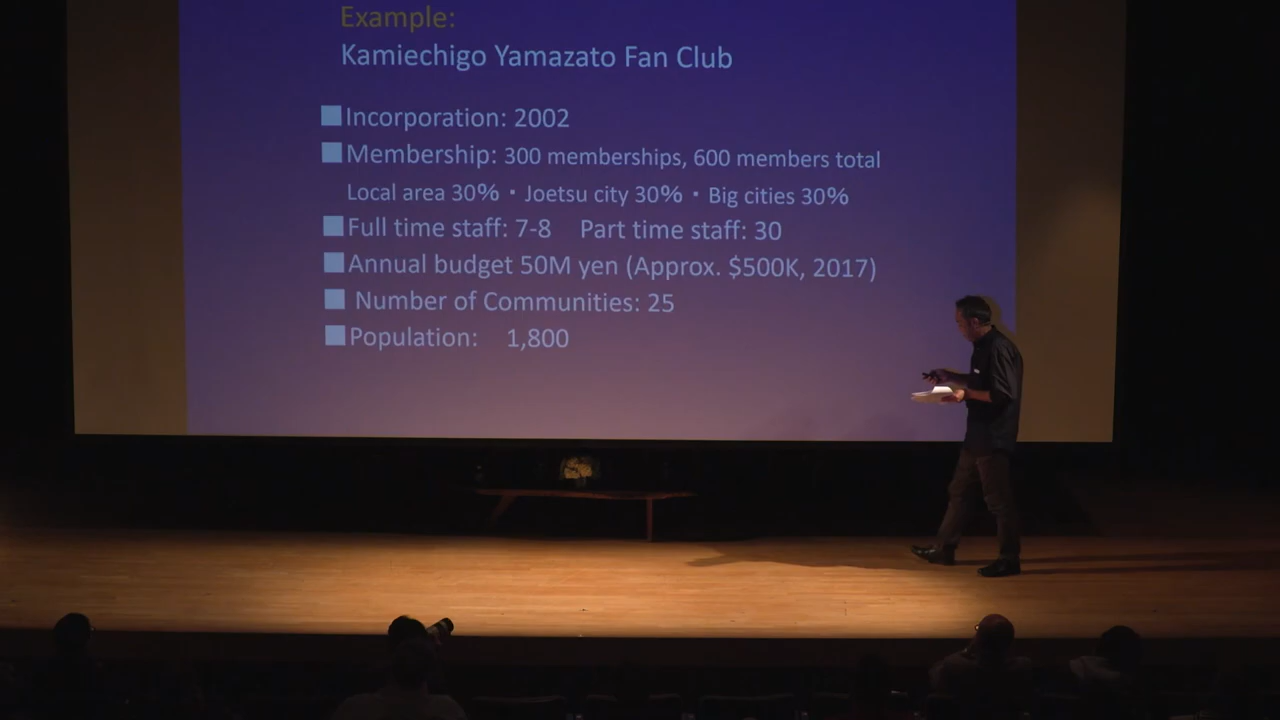 Example:
Kamiechigo Yamazato Fan Club
■Incorporation: 2002
■Membership: 300 memberships, 600 members total
Local area 30%・Joetsu city 30%・Big cities 30%
■Full time staff: 7-8 Part time staff: 30
■Annual budget 50M yen (Approx. $500K, 2017)
■ Number of Communities: 25
■Population: 1,800